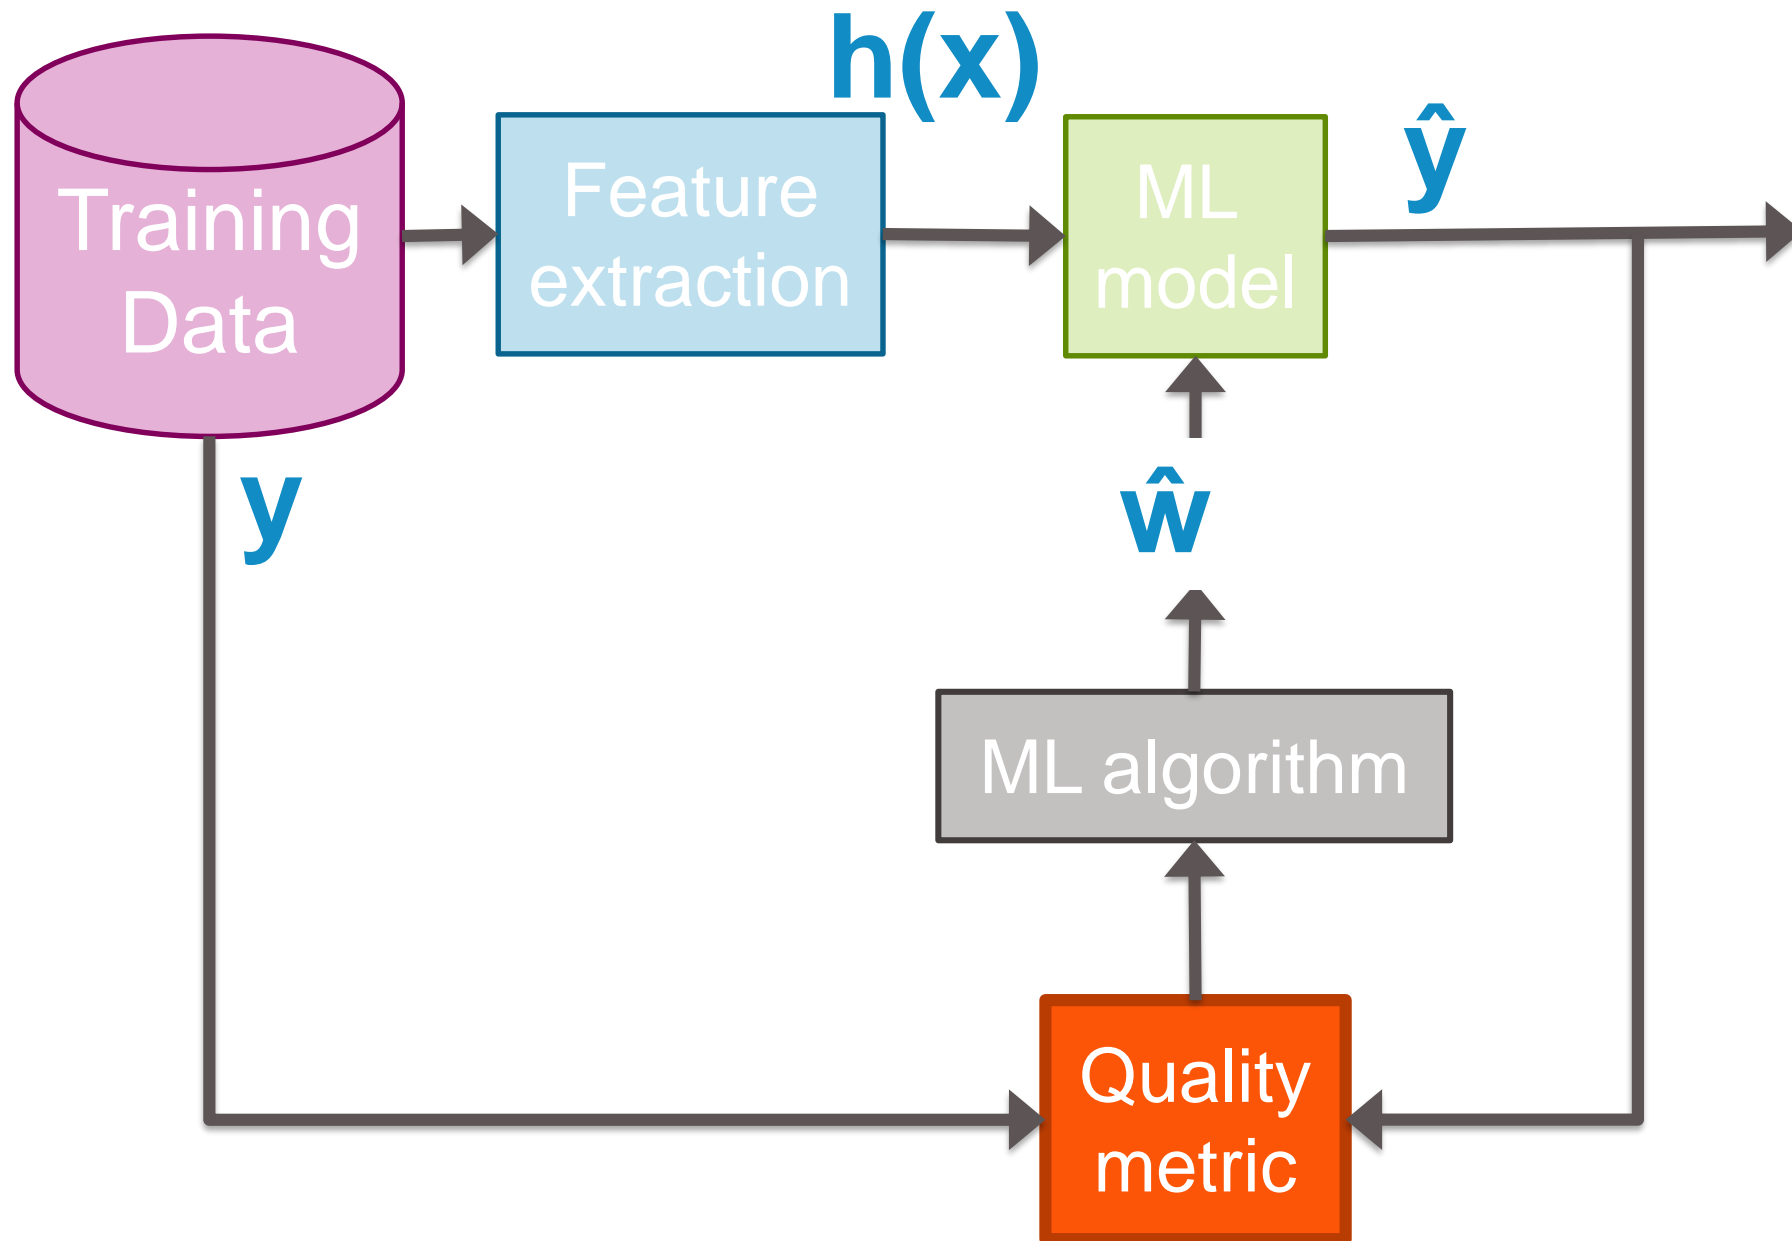 h(x)
Training
Data
Feature
extraction
ML
model
ŷ
y
ŵ
ML algorithm
Quality
metric